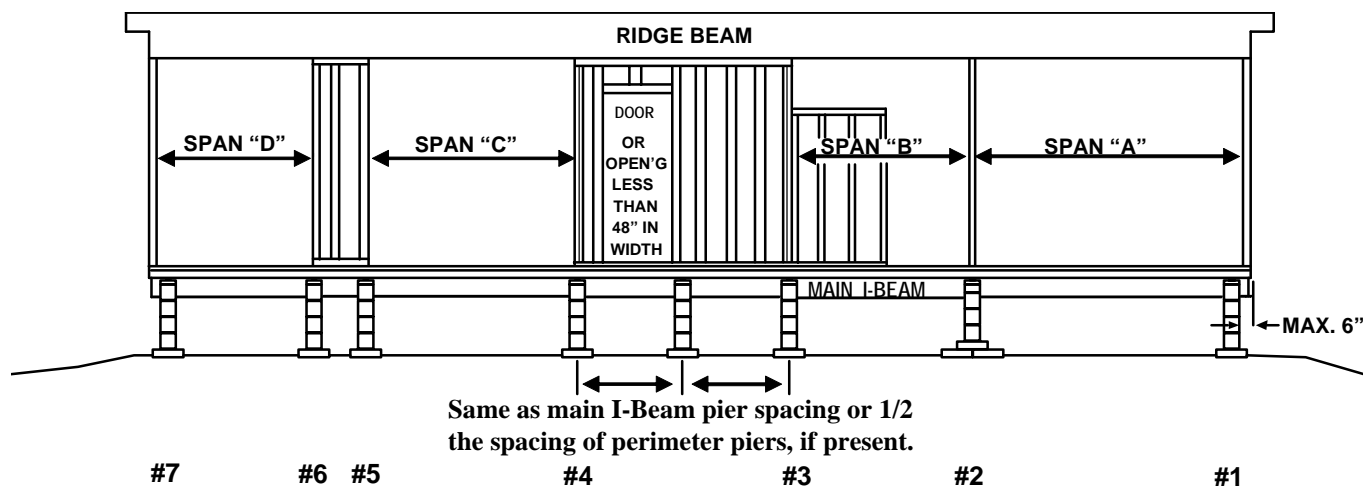 RIDGE BEAM
SPAN “D”
SPAN “C”
DOOR
OR
OPEN’G
LESS
THAN
48” IN
WIDTH
SPAN “B”
SPAN “A”
MAIN I-BEAM
MAX. 6”
Same as main I-Beam pier spacing or 1/2
the spacing of perimeter piers, if present.
#7 #6 #5 #4 #3 #2 #1